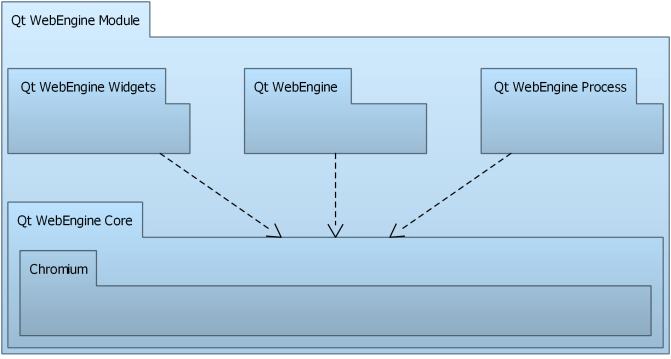 Qt WebEngine Module
Qt WebEngine Widgets
Qt WebEngine
Qt WebEngine Process
Qt WebEngine Core
Chromium